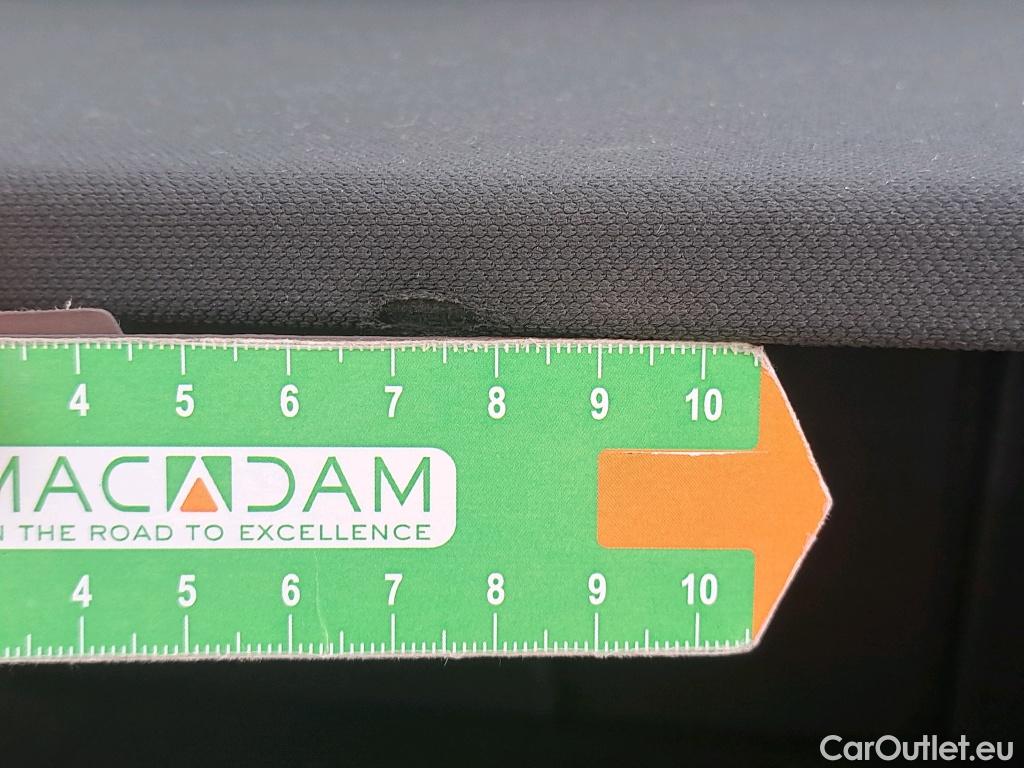 4 5 6 7 8 9 10
MACADAM
N THE ROAD TO EXCELLENCE
4 5 6 7 8 9 10
CarOutlet.eu